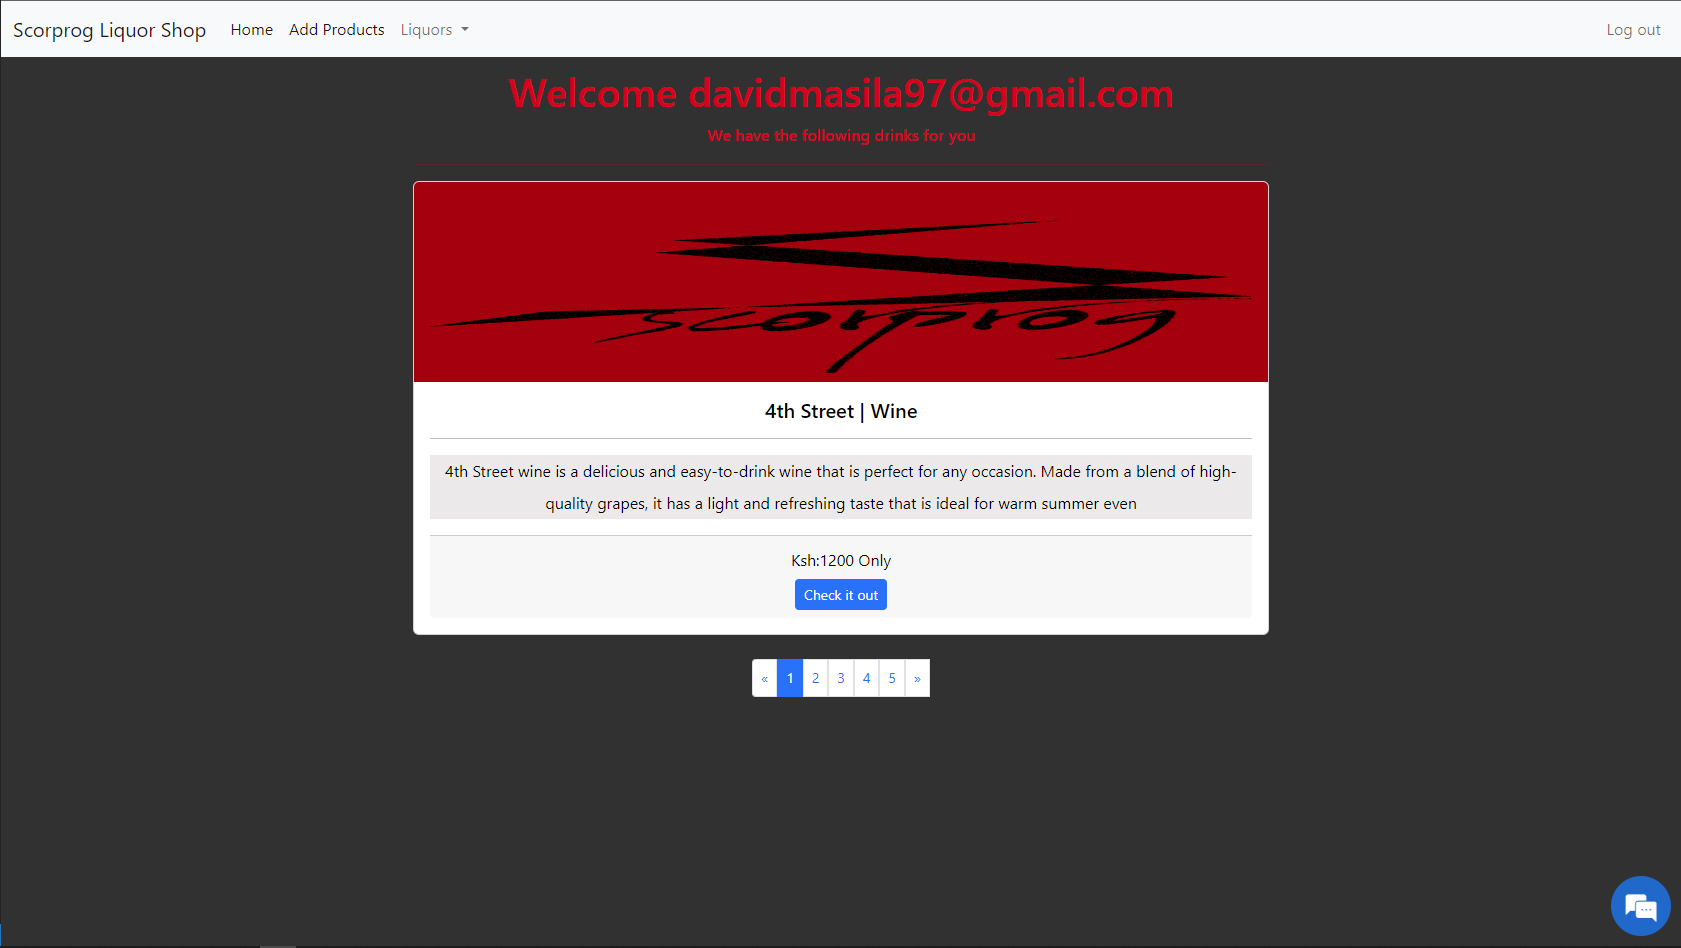 Scorprog Liquor Shop Home Add Products Liquors Log out
Welcome davidmasila97@gmail.com
We have the following drinks for you
scorprog
4th Street | Wine
4th Street wine is a delicious and easy-to-drink wine that is perfect for any occasion. Made from a blend of high-
quality grapes, it has a light and refreshing taste that is ideal for warm summer even
Ksh:1200 Only
Check it out
« 1 2 3 4 5 »